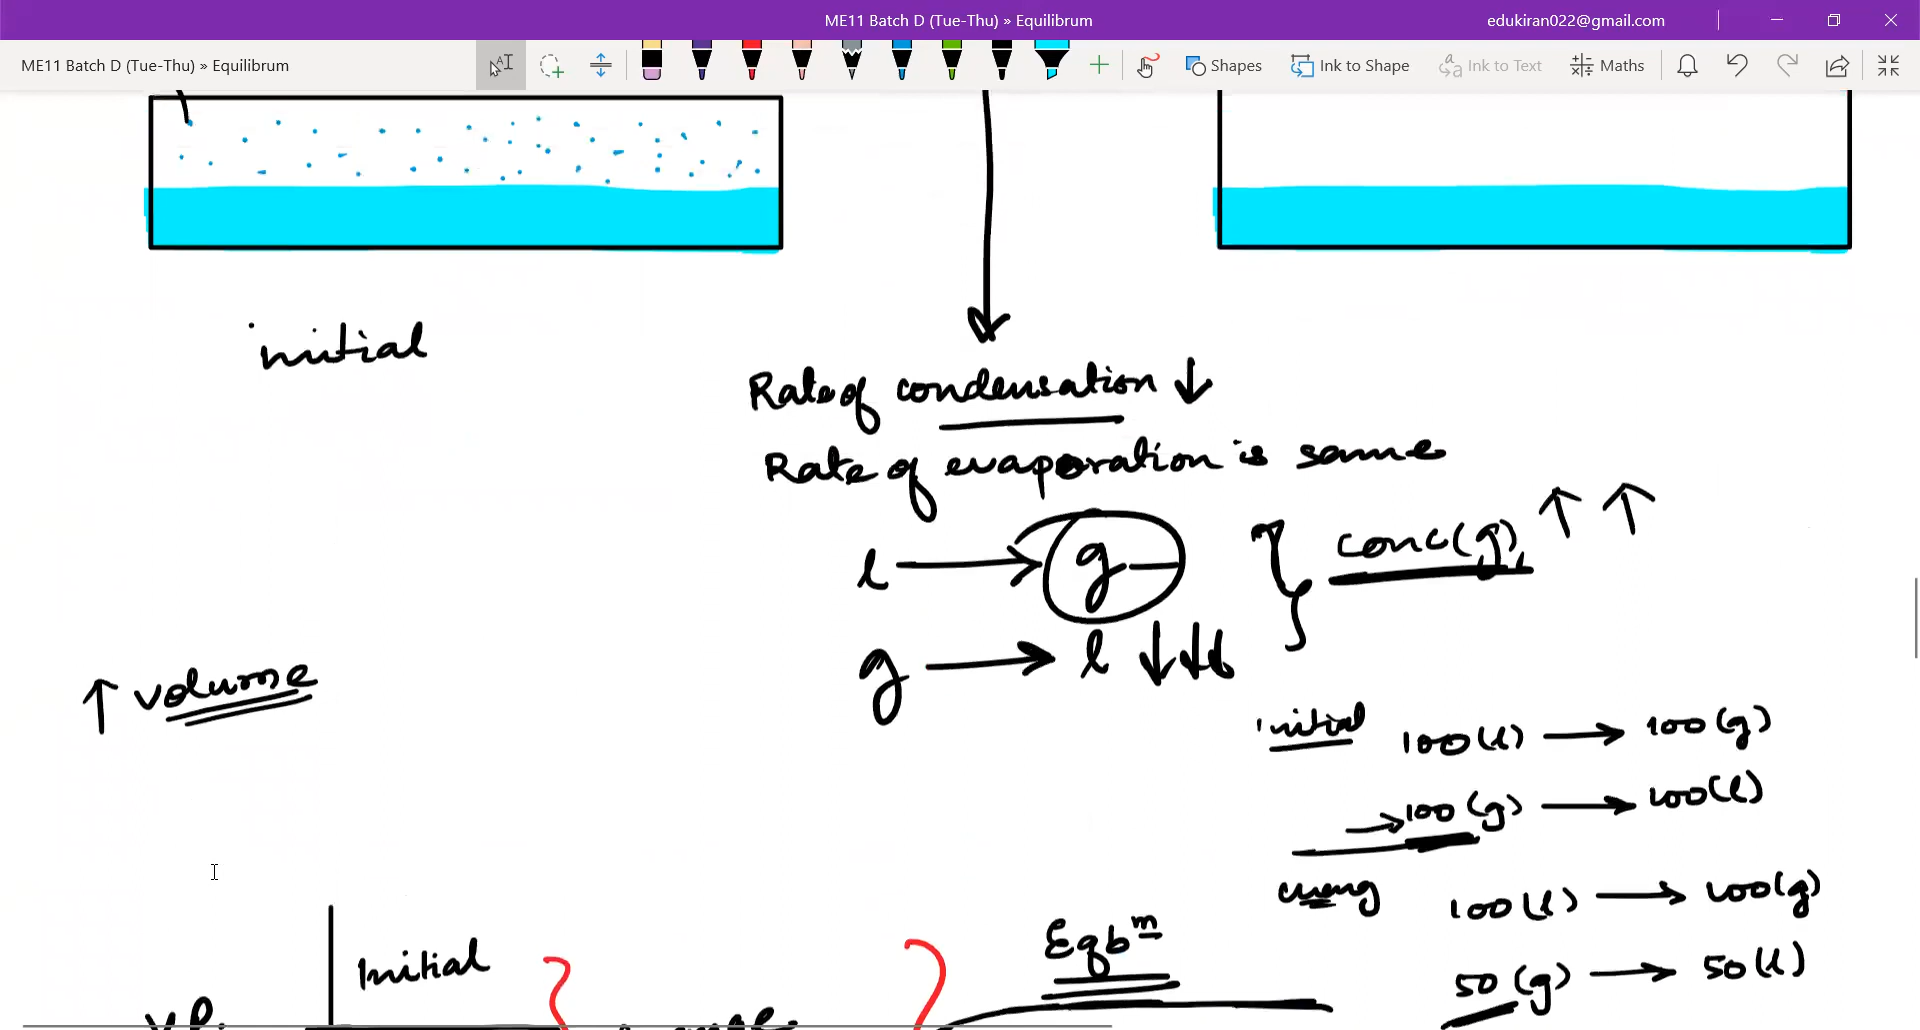 ME11 Batch D (Tue-Thu) » Equilibrum
edukiran022@gmail.com
ME11 Batch D (Tue-Thu) » Equilibrum
Shapes
Ink to Shape
Ink to Text
Maths
initial
Rate of condensation ↓
Rate of evaporation is same
l → g
conc(g) ↑ ↑
g → l ↓↓↓
↑ volume
initial 100(l) → 100(g)
→ 100(g) → 100(l)
100(l) → 100(g)
50(g) → 50(l)
Initial
Eqbᵐ